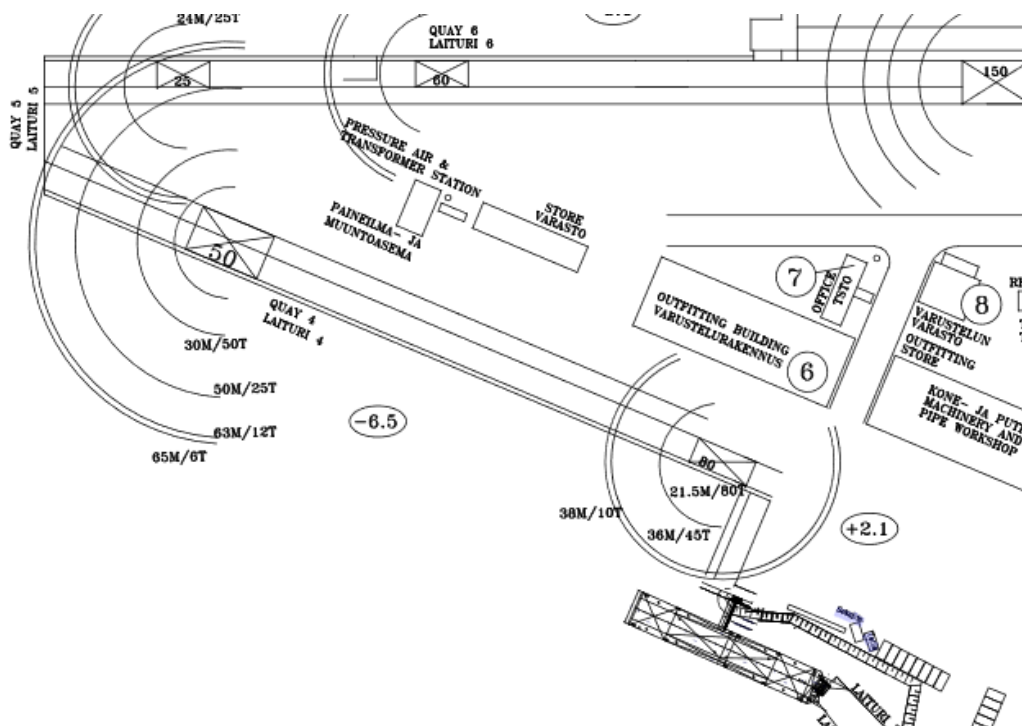 24M/25T
QUAY 6
LAITURI 6
25
60
150
QUAY 5
LAITURI 5
PRESSURE AIR &
TRANSFORMER STATION
PAINEILMA- JA
MUUNTOASEMA
STORE
VARASTO
50
QUAY 4
LAITURI 4
30M/50T
50M/25T
63M/12T
65M/6T
-6.5
7
OFFICE
TSTO
8
OUTFITTING BUILDING
VARUSTELURAKENNUS
6
VARUSTELUN
VARASTO
OUTFITTING
STORE
KONE- JA
MACHINERY AND
PIPE WORKSHOP
80
21.5M/80T
38M/10T
36M/45T
+2.1
LAITURI